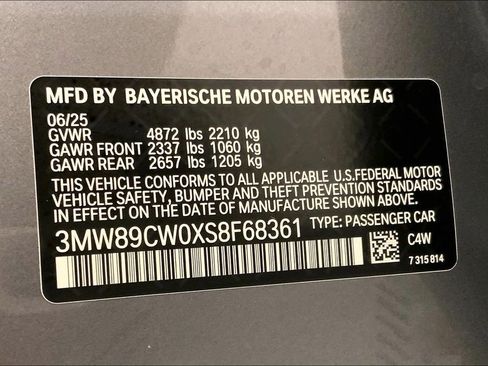 MFD BY BAYERISCHE MOTOREN WERKE AG
06/25
GVWR 4872 lbs 2210 kg
GAWR FRONT 2337 lbs 1060 kg
GAWR REAR 2657 lbs 1205 kg
THIS VEHICLE CONFORMS TO ALL APPLICABLE U.S.FEDERAL MOTOR
VEHICLE SAFETY, BUMPER AND THEFT PREVENTION STANDARDS
IN EFFECT ON THE DATE OF MANUFACTURE SHOWN ABOVE.
3MW89CW0XS8F68361 TYPE: PASSENGER CAR
C4W
7 315 814